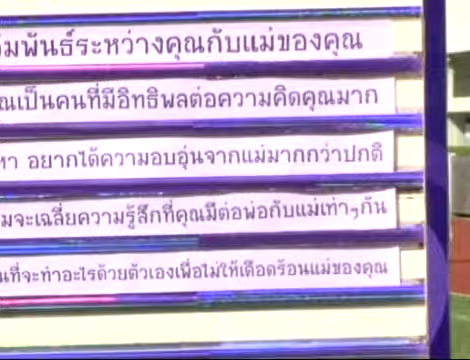 มพันธ์ระหว่างคุณกับแม่ของคุณ
ณเป็นคนที่มีอิทธิพลต่อความคิดคุณมาก
หา อยากได้ความอบอุ่นจากแม่มากกว่าปกติ
มจะเฉลี่ยความรู้สึกที่คุณมีต่อพ่อกับแม่เท่าๆกัน
นที่จะทำอะไรด้วยตัวเองเพื่อไม่ให้เดือดร้อนแม่ของคุณ